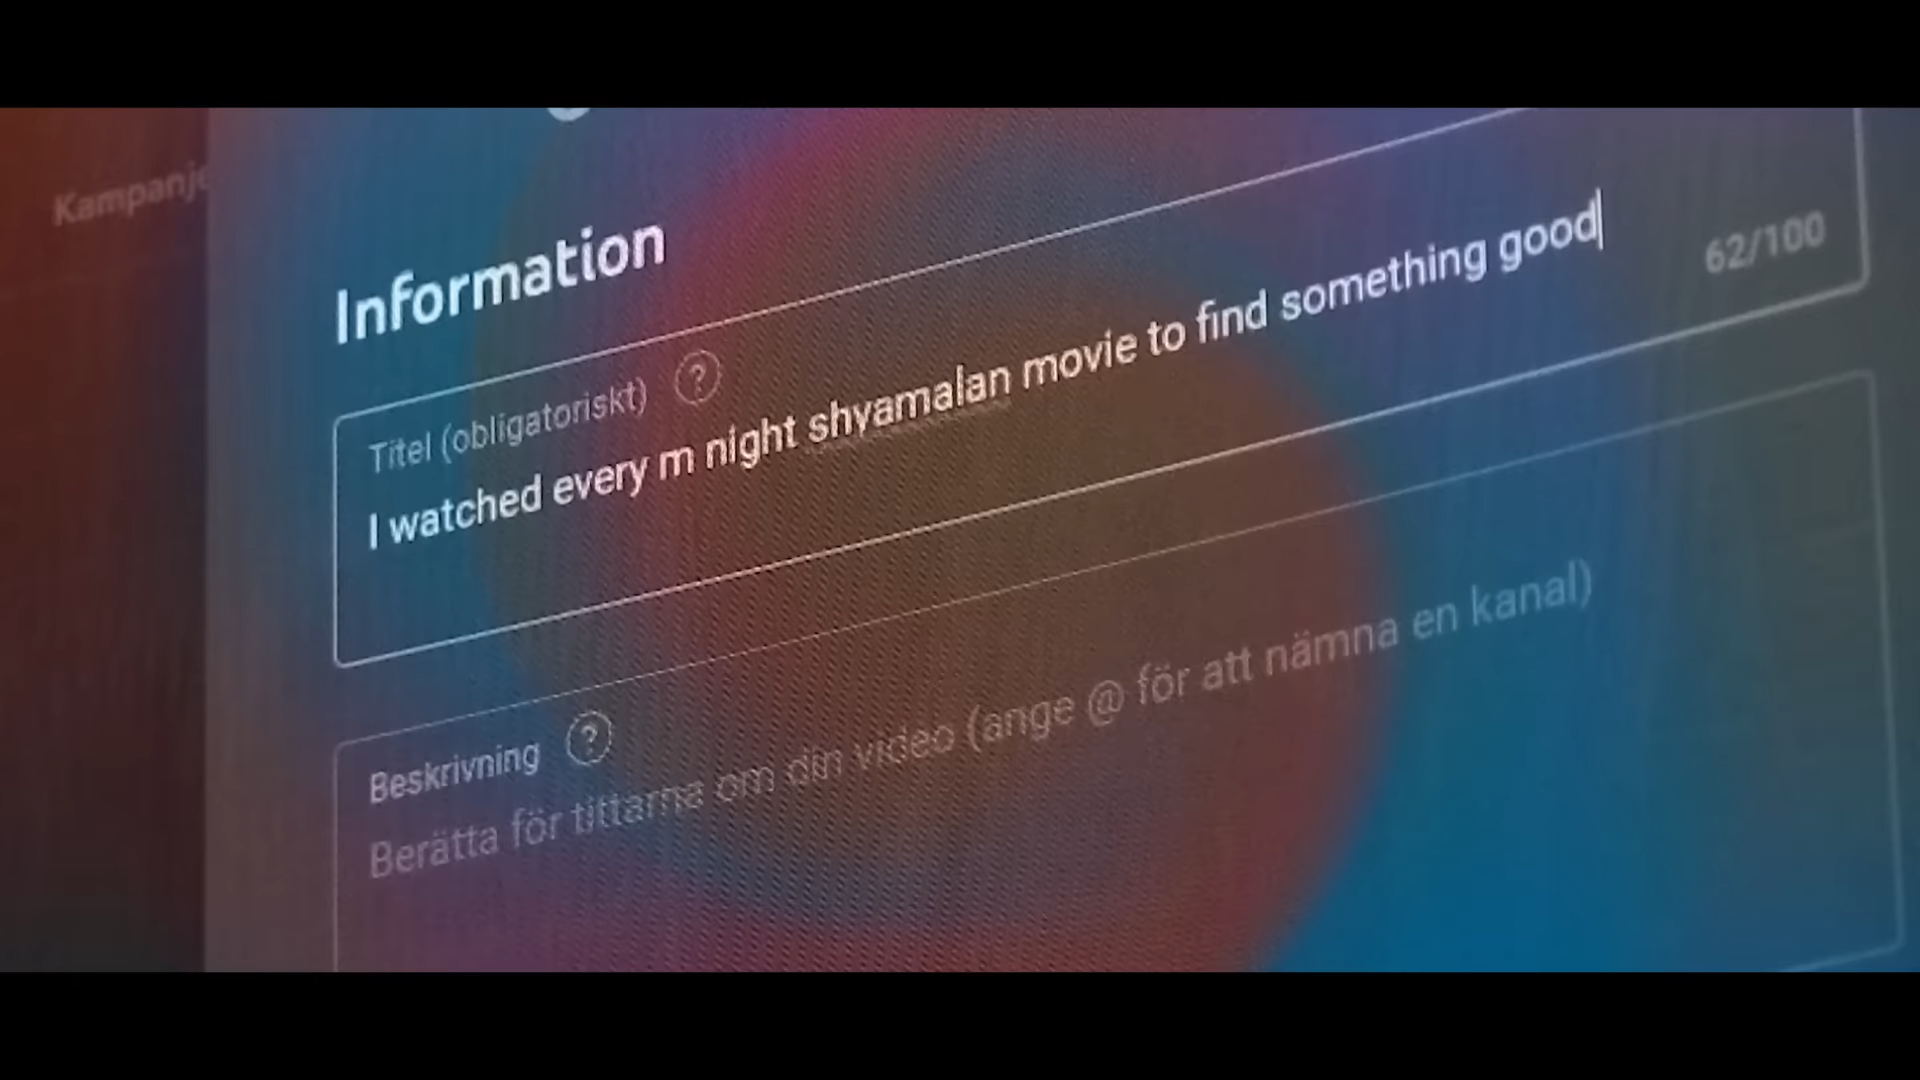 Kampanje
Information
Titel (obligatoriskt) ?
I watched every m night shyamalan movie to find something good
62/100
Beskrivning ?
Berätta för tittarna om din video (ange @ för att nämna en kanal)